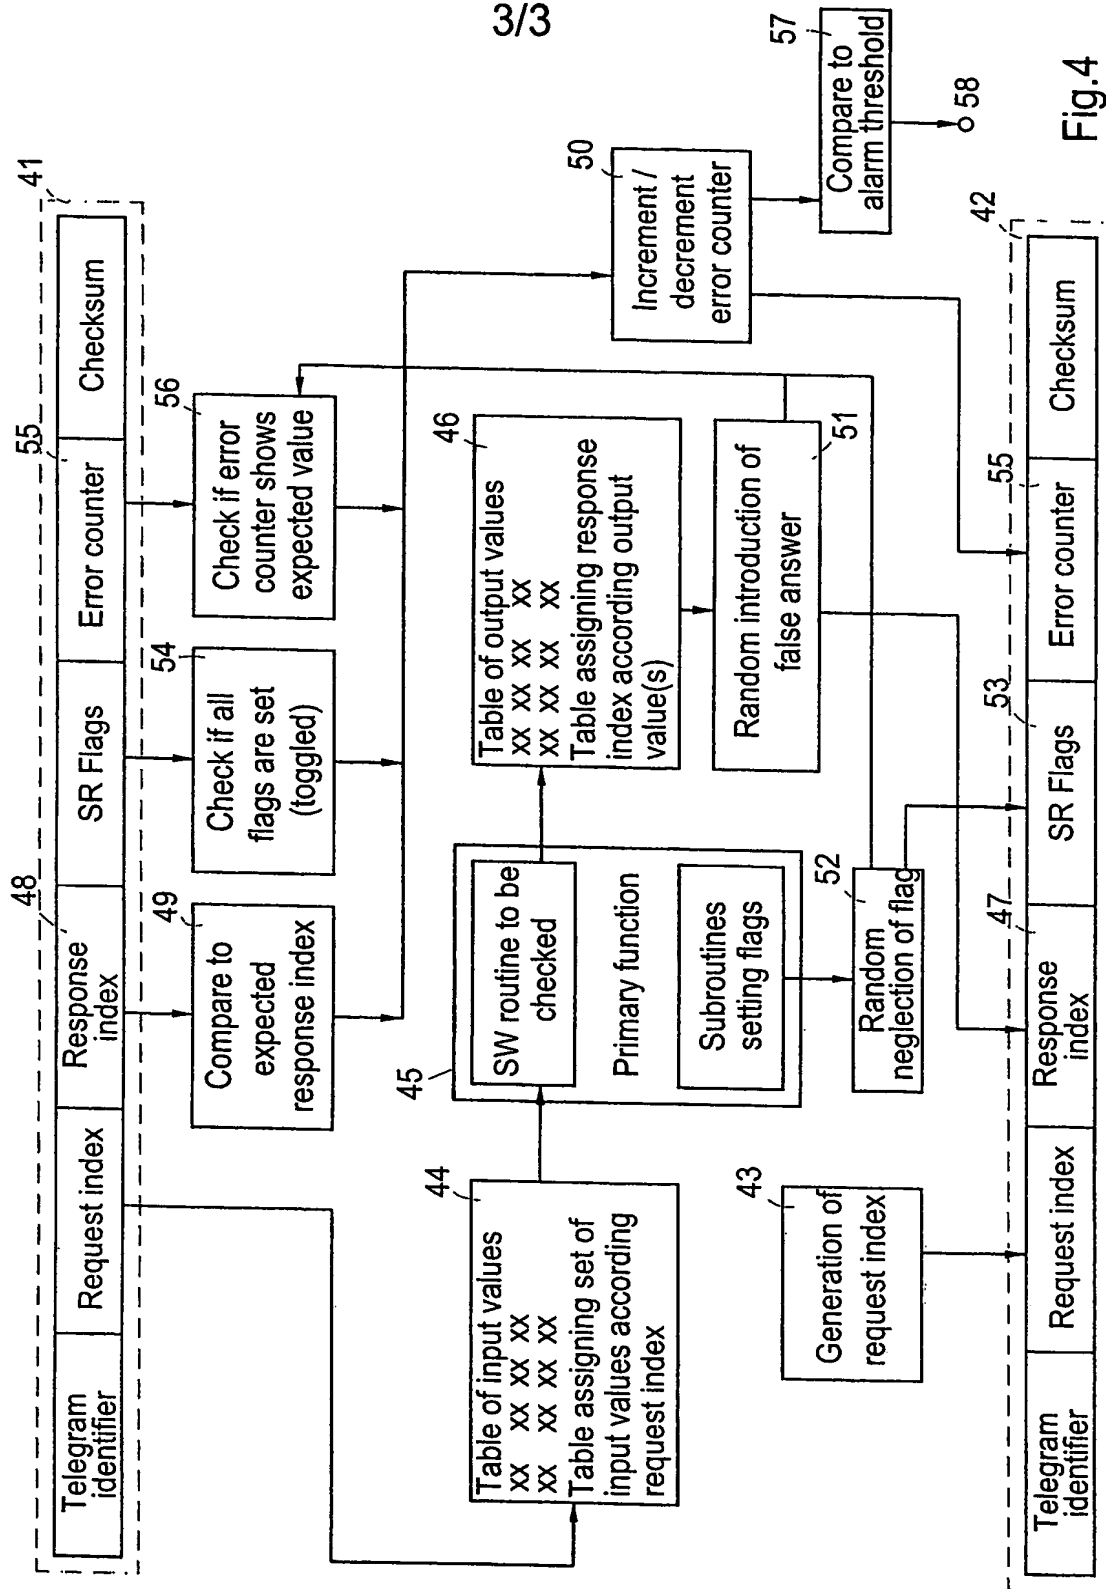 3/3
41
Telegram
identifier
Request index
Response
index
48
SR Flags
Error counter
55
Checksum
49
Compare to
expected
response index
54
Check if all
flags are set
(toggled)
56
Check if error
counter shows
expected value
44
Table of input values
xx xx xx xx xx
xx xx xx xx xx
Table assigning set of
input values according
request index
45
SW routine to be
checked
Primary function
Subroutines
setting flags
46
Table of output values
xx xx xx xx xx
xx xx xx xx xx
Table assigning response
index according output
value(s)
50
Increment /
decrement
error counter
57
Compare to
alarm threshold
58
51
Random introduction of
false answer
52
Random
neglection of flag
43
Generation of
request index
42
Telegram
identifier
Request index
Response
index
47
SR Flags
53
Error counter
55
Checksum
Fig.4